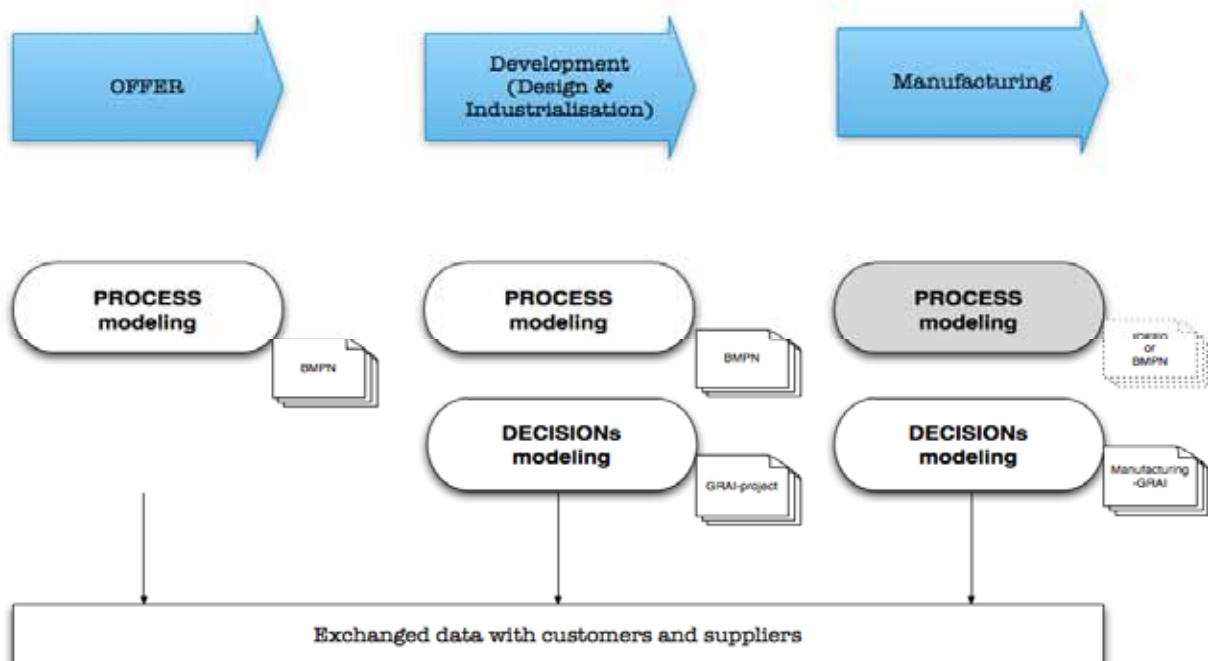 OFFER
Development
(Design &
Industrialisation)
Manufacturing
PROCESS
modeling
BMPN
PROCESS
modeling
BMPN
PROCESS
modeling
or
BMPN
DECISIONs
modeling
GRAI-project
DECISIONs
modeling
Manufacturing
-GRAI
Exchanged data with customers and suppliers